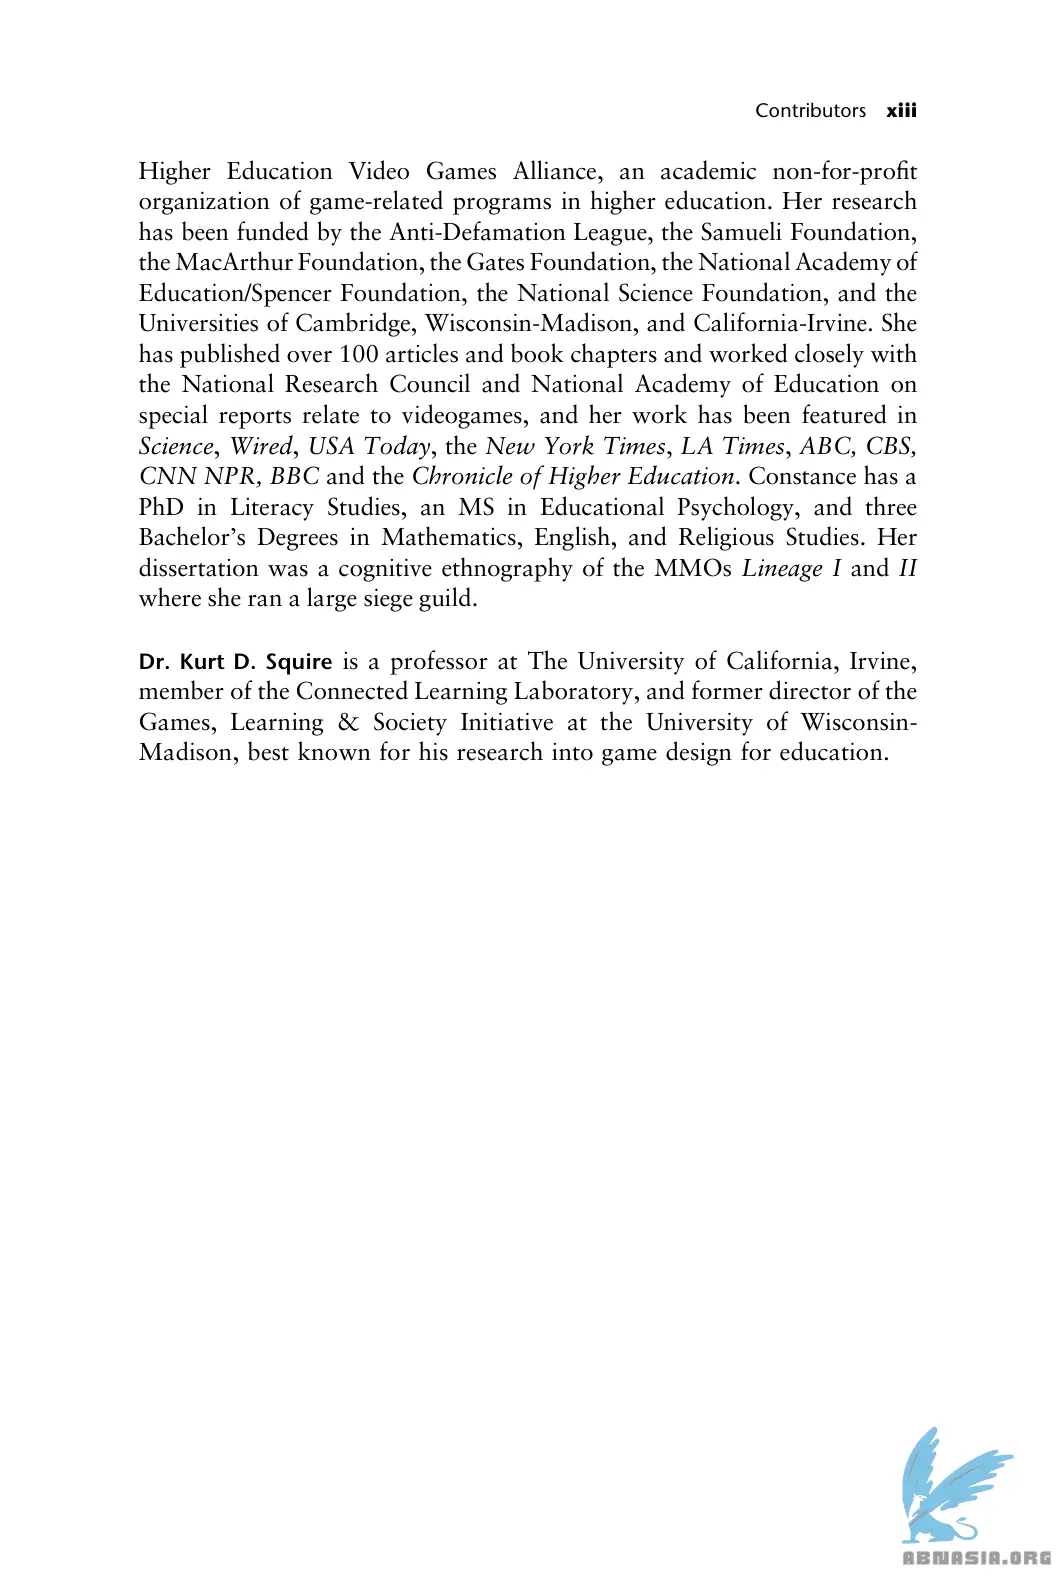 Contributors xiii
Higher Education Video Games Alliance, an academic non-for-profit
organization of game-related programs in higher education. Her research
has been funded by the Anti-Defamation League, the Samueli Foundation,
the MacArthur Foundation, the Gates Foundation, the National Academy of
Education/Spencer Foundation, the National Science Foundation, and the
Universities of Cambridge, Wisconsin-Madison, and California-Irvine. She
has published over 100 articles and book chapters and worked closely with
the National Research Council and National Academy of Education on
special reports relate to videogames, and her work has been featured in
Science, Wired, USA Today, the New York Times, LA Times, ABC, CBS,
CNN NPR, BBC and the Chronicle of Higher Education. Constance has a
PhD in Literacy Studies, an MS in Educational Psychology, and three
Bachelor's Degrees in Mathematics, English, and Religious Studies. Her
dissertation was a cognitive ethnography of the MMOs Lineage I and II
where she ran a large siege guild.
Dr. Kurt D. Squire is a professor at The University of California, Irvine,
member of the Connected Learning Laboratory, and former director of the
Games, Learning & Society Initiative at the University of Wisconsin-
Madison, best known for his research into game design for education.
ABNASIA.ORG